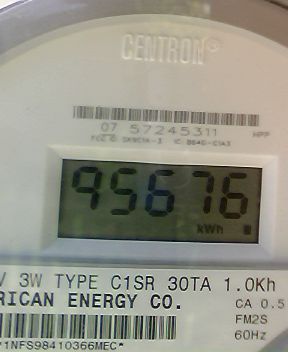 CENTRON®
07 57245311 HPP
95676
kWh
V 3W TYPE C1SR 30TA 1.0Kh
RICAN ENERGY CO. CA 0.5
FM2S
60Hz
*1NFS98410366MEC*